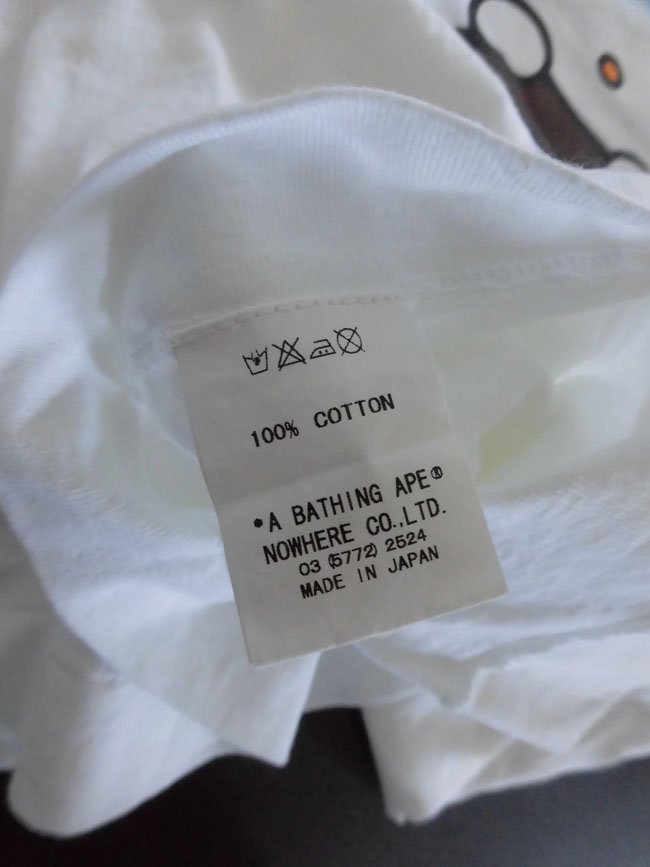 100% COTTON
*A BATHING APE®
NOWHERE CO.,LTD.
03 (5772) 2524
MADE IN JAPAN